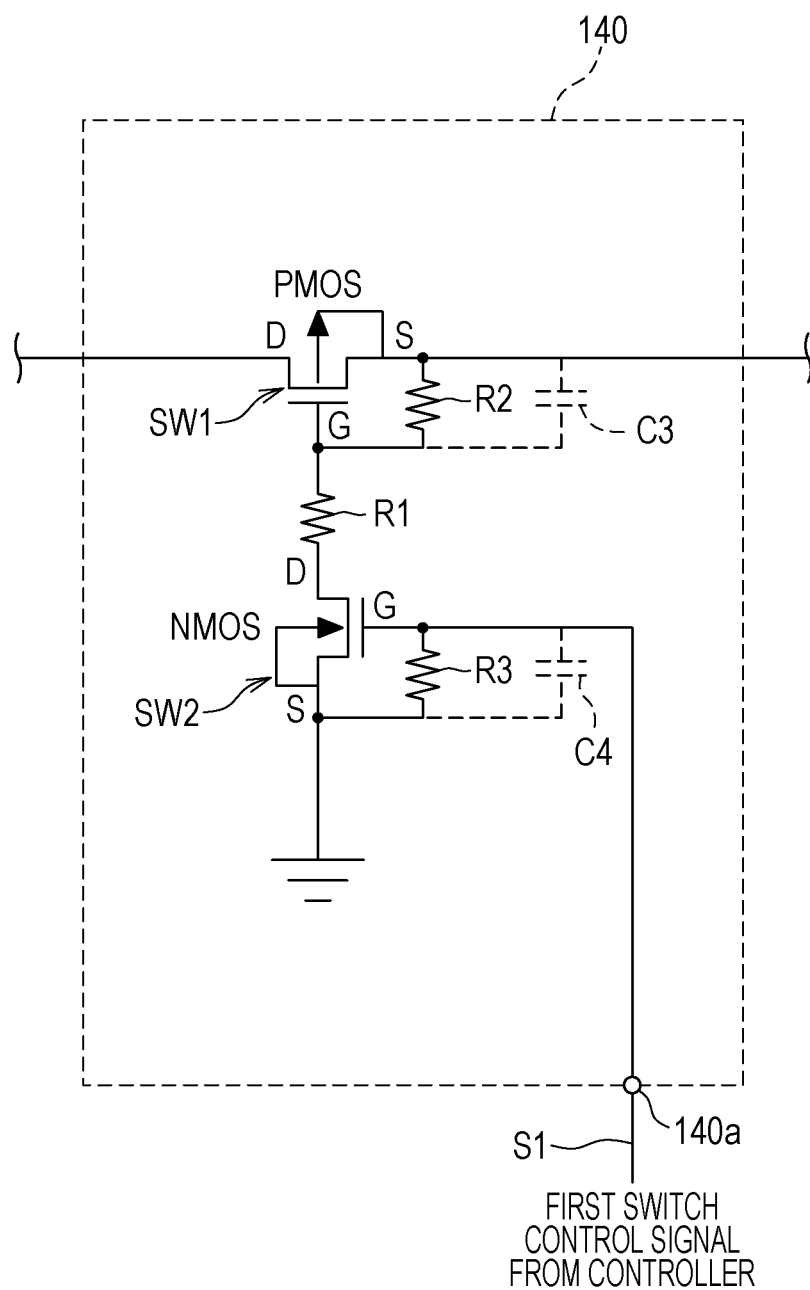 140
PMOS
D
S
SW1
G
R2
C3
R1
D
G
NMOS
SW2
S
R3
C4
140a
S1
FIRST SWITCH
CONTROL SIGNAL
FROM CONTROLLER